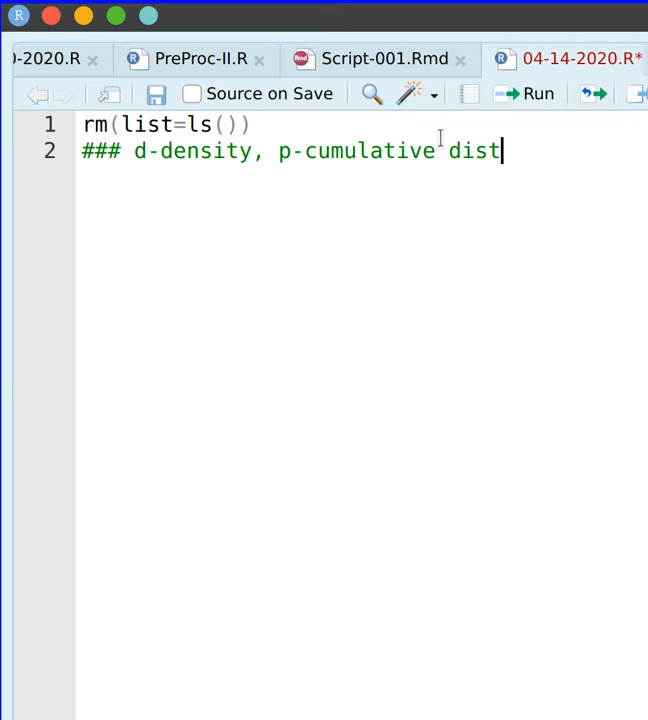 R
0-2020.R
R PreProc-II.R
Rmd Script-001.Rmd
R 04-14-2020.R*
Source on Save
Run
1 rm(list=ls())
2 ### d-density, p-cumulative dist